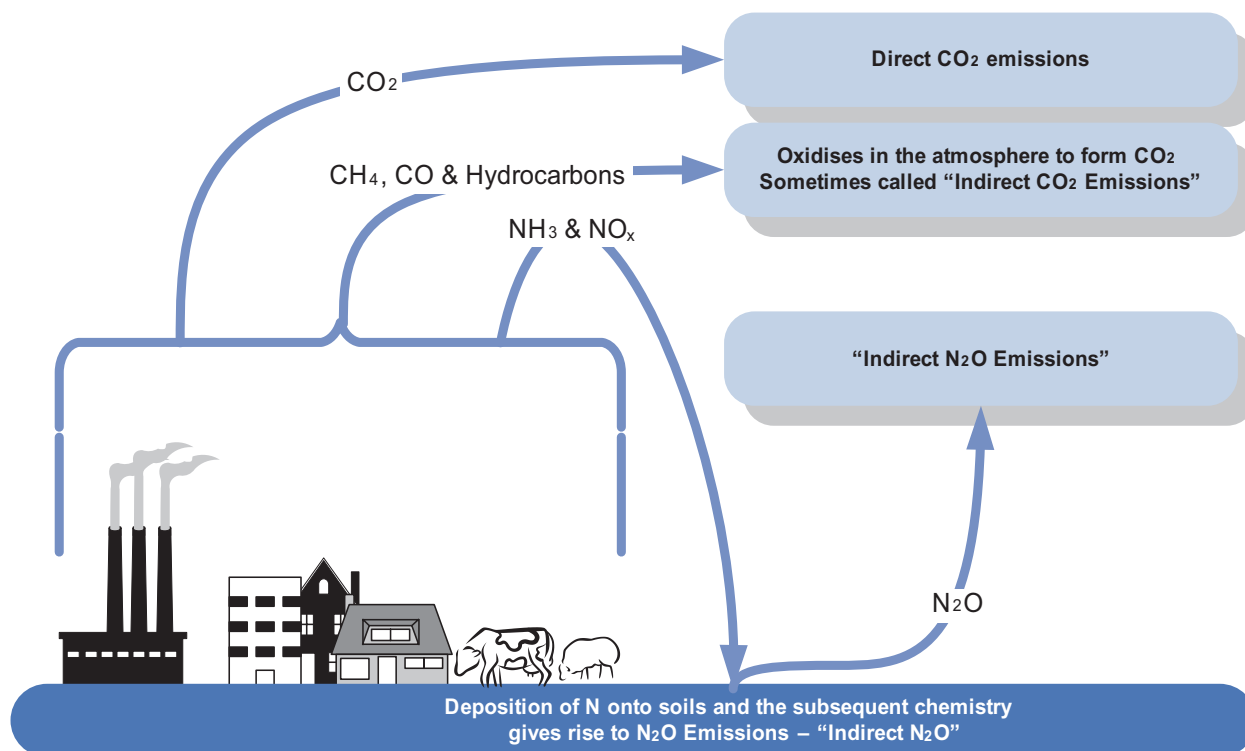 Direct CO₂ emissions
CO₂
Oxidises in the atmosphere to form CO₂
Sometimes called “Indirect CO₂ Emissions”
CH₄, CO & Hydrocarbons
NH₃ & NOₓ
“Indirect N₂O Emissions”
N₂O
Deposition of N onto soils and the subsequent chemistry
gives rise to N₂O Emissions – “Indirect N₂O”